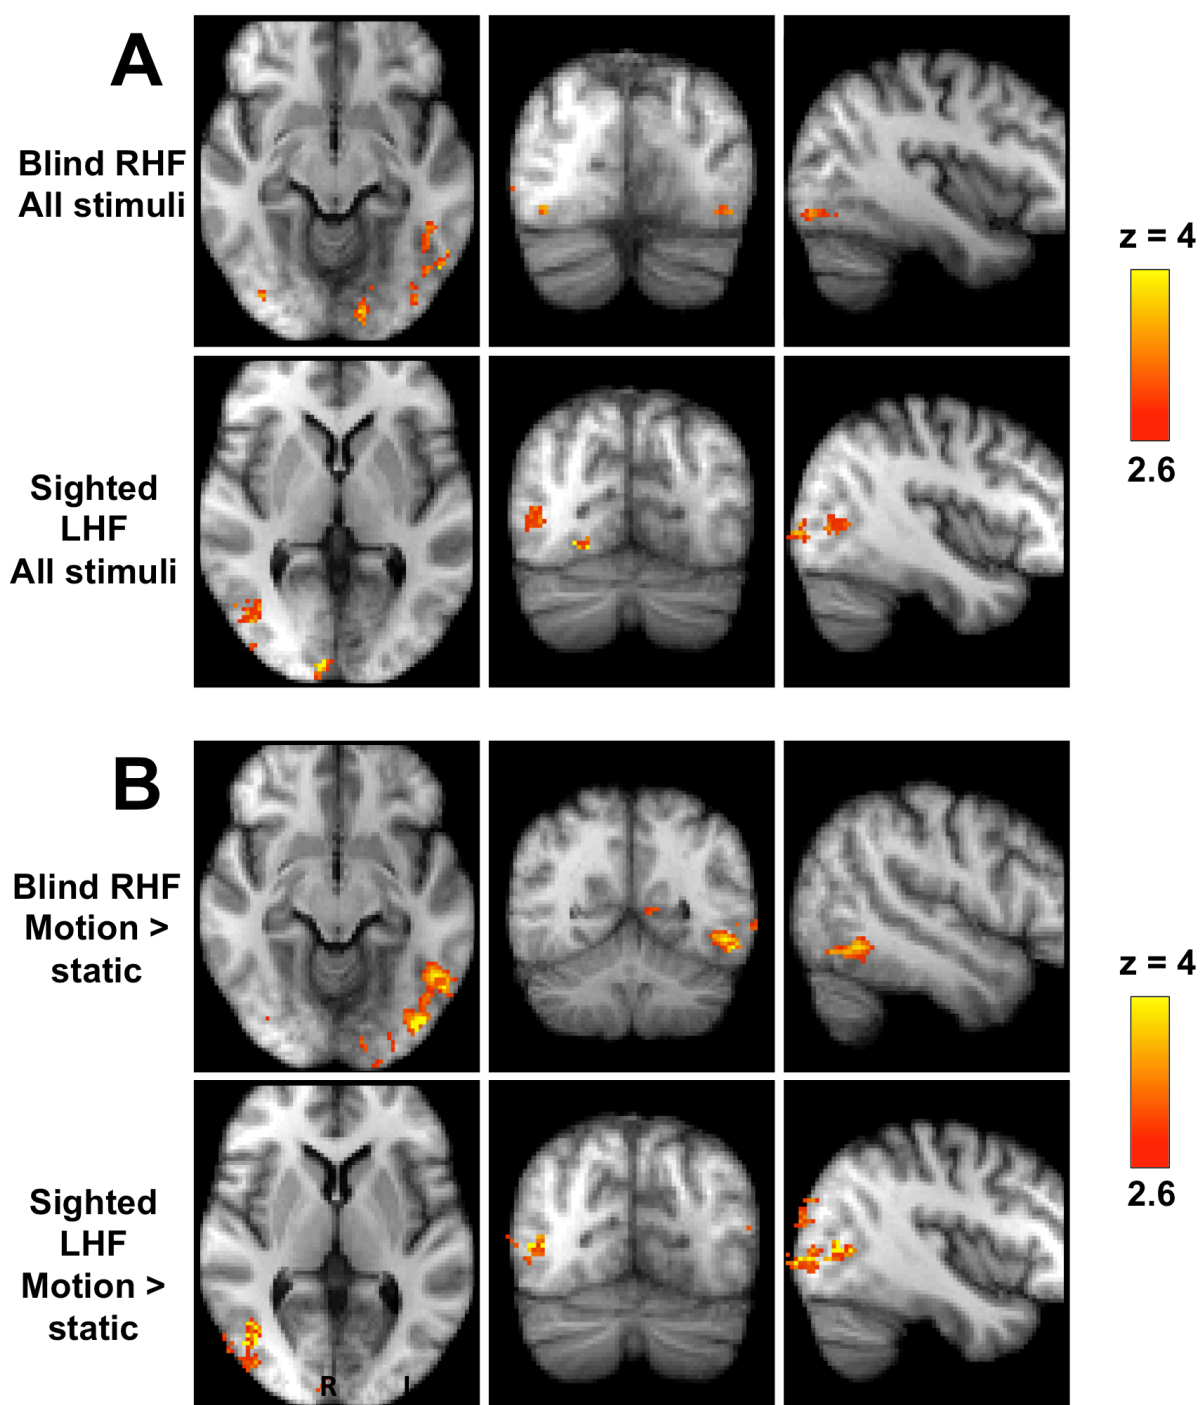 A
Blind RHF
All stimuli
z = 4
2.6
Sighted
LHF
All stimuli
B
Blind RHF
Motion >
static
z = 4
2.6
Sighted
LHF
Motion >
static
R